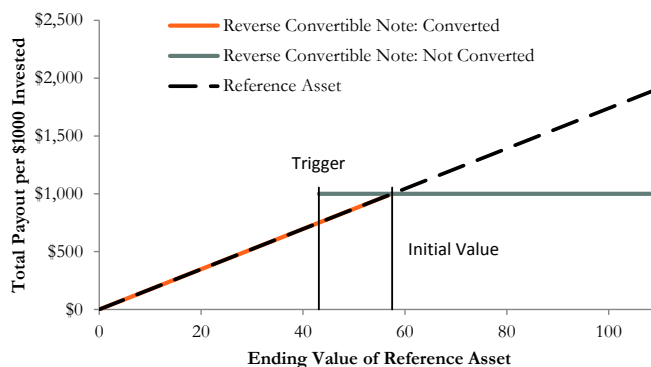 $2,500
$2,000
$1,500
$1,000
$500
$0
Total Payout per $1000 Invested
Reverse Convertible Note: Converted
Reverse Convertible Note: Not Converted
Reference Asset
Trigger
Initial Value
0 20 40 60 80 100
Ending Value of Reference Asset